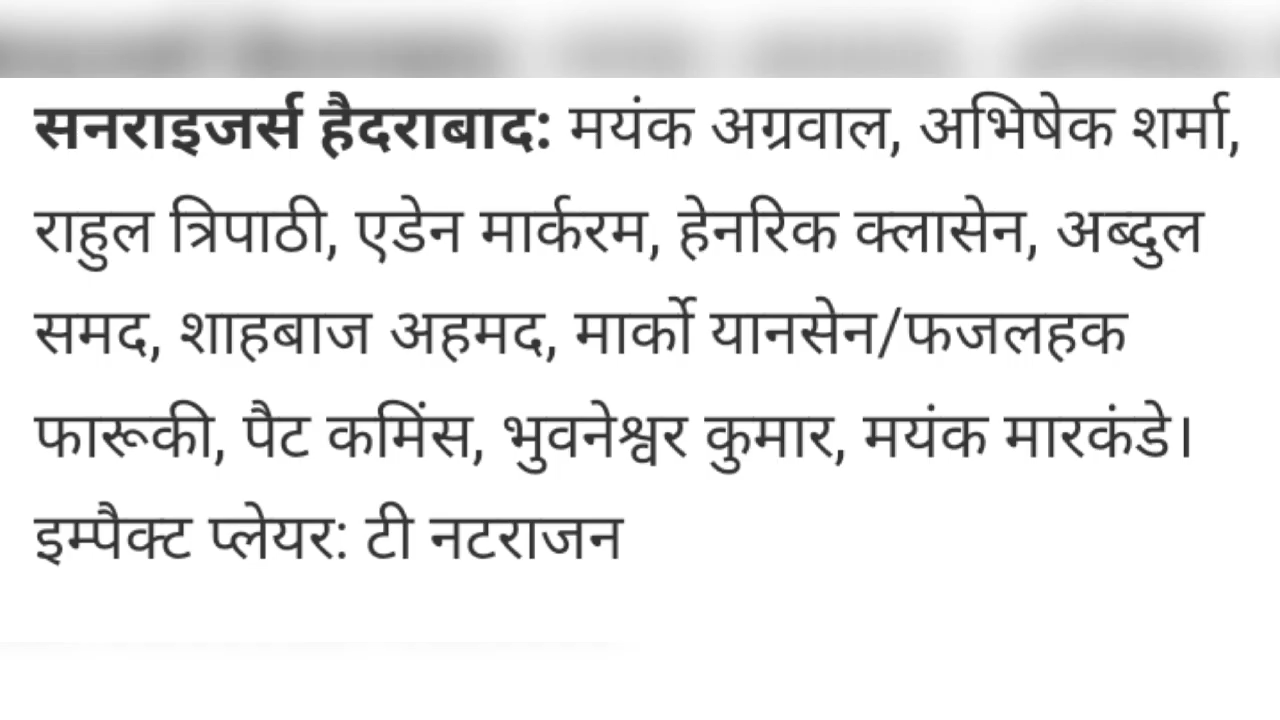 सनराइजर्स हैदराबाद: मयंक अग्रवाल, अभिषेक शर्मा,
राहुल त्रिपाठी, एडेन मार्करम, हेनरिक क्लासेन, अब्दुल
समद, शाहबाज अहमद, मार्को यानसेन/फजलहक
फारूकी, पैट कमिंस, भुवनेश्वर कुमार, मयंक मारकंडे।
इम्पैक्ट प्लेयर: टी नटराजन